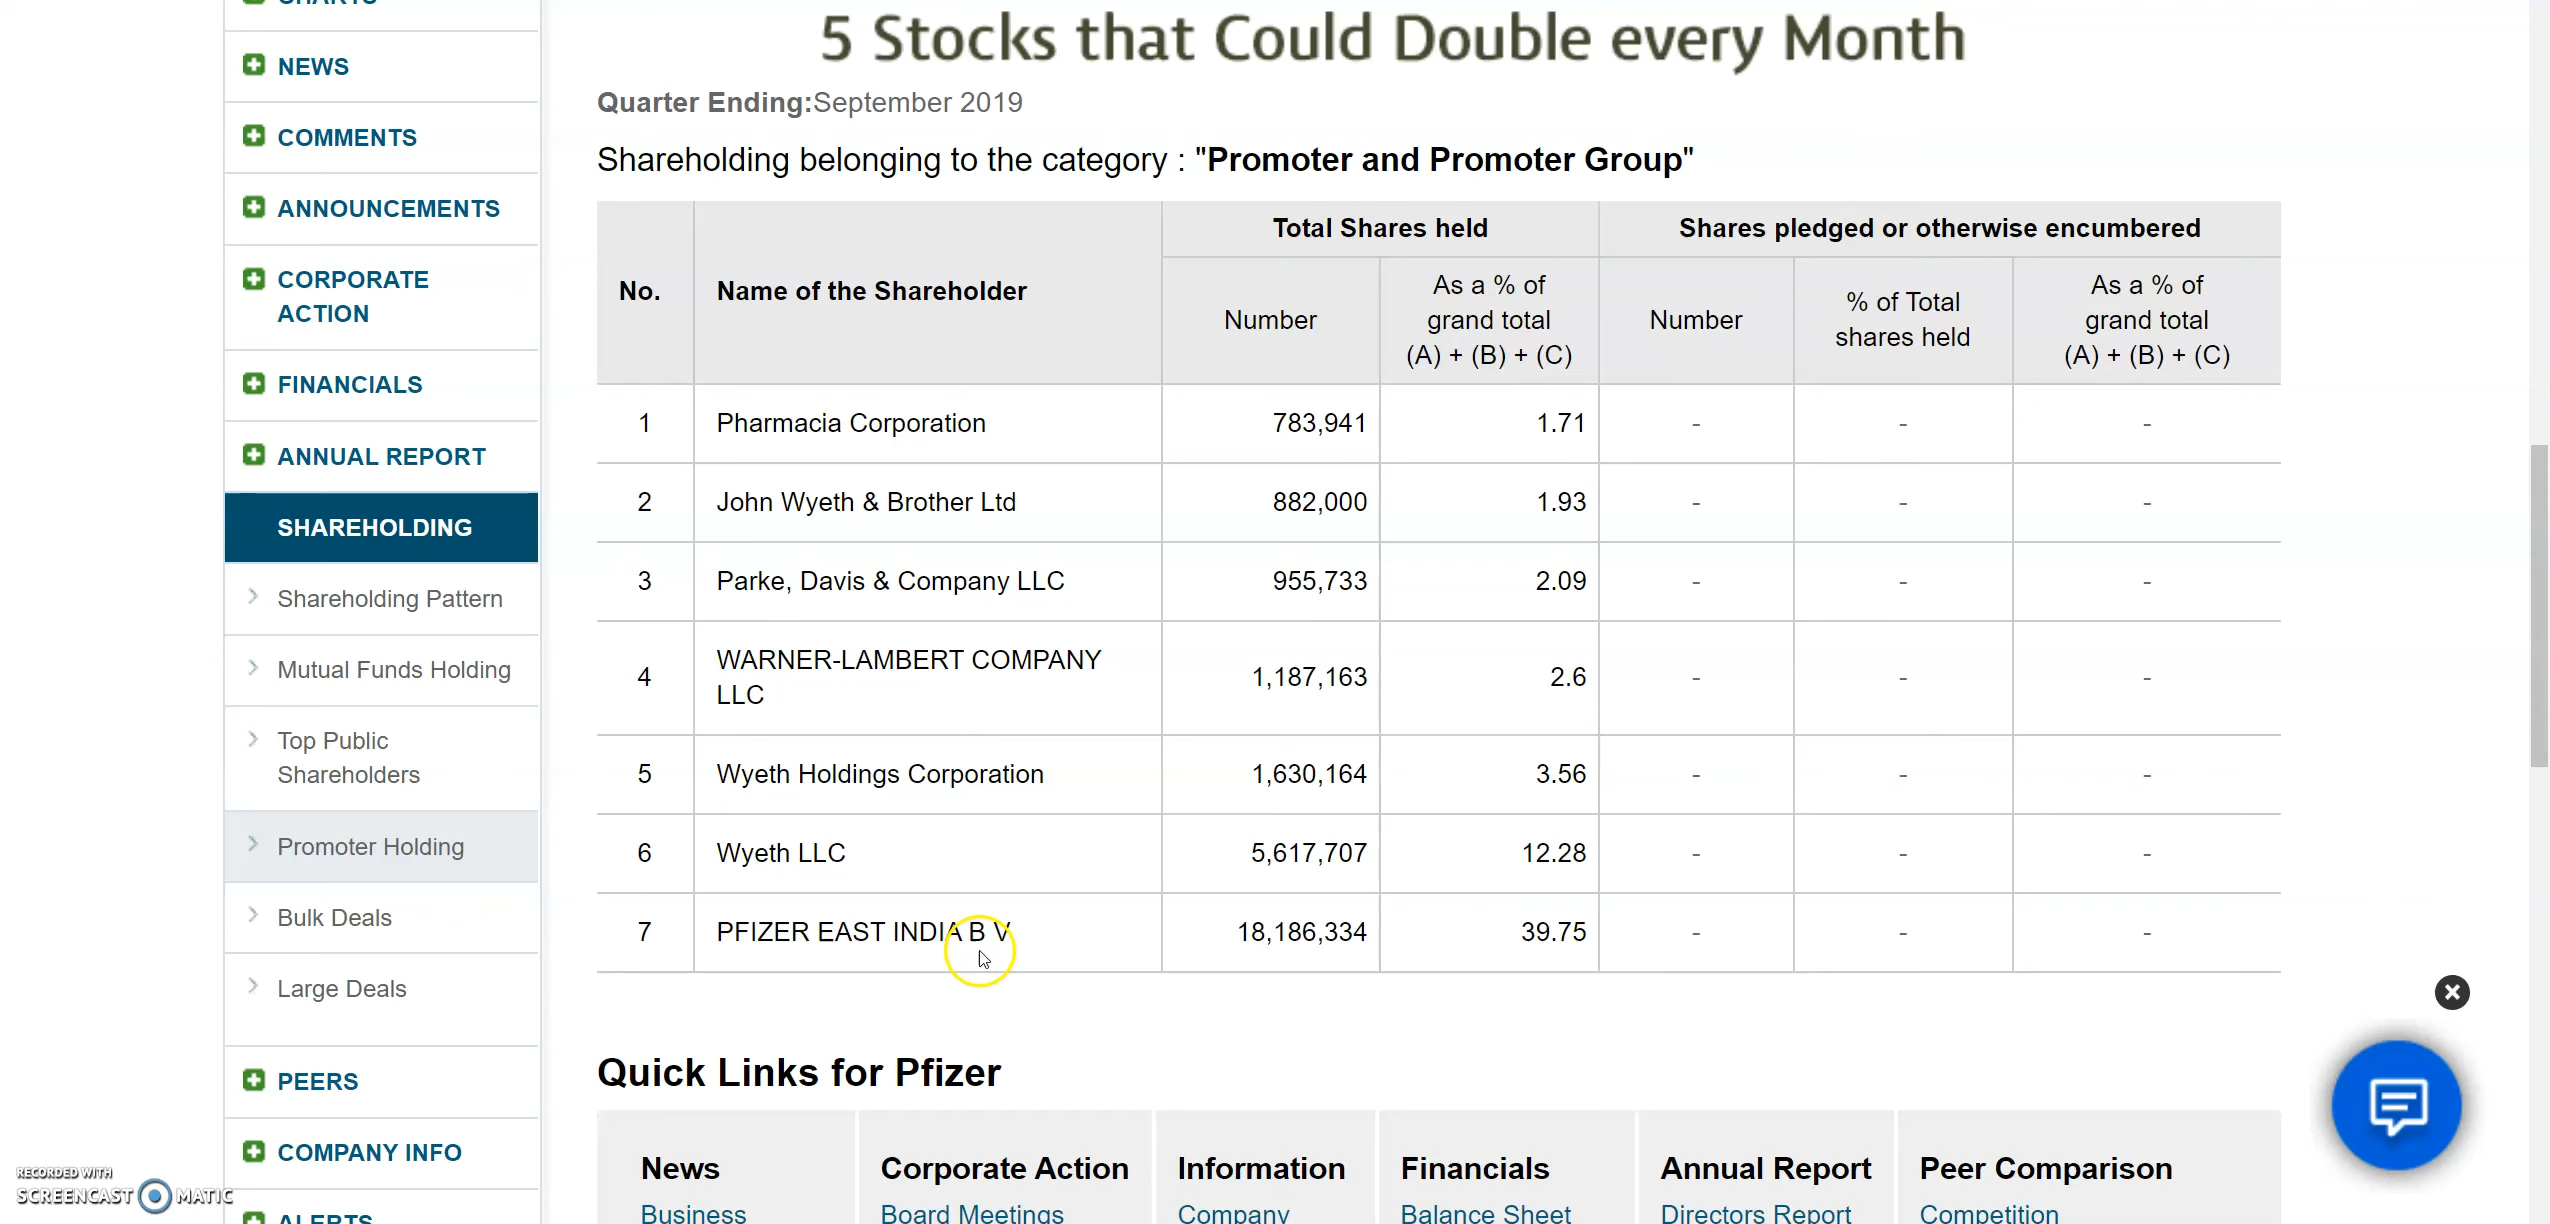 CHARTS
NEWS
COMMENTS
ANNOUNCEMENTS
CORPORATE
ACTION
FINANCIALS
ANNUAL REPORT
SHAREHOLDING
Shareholding Pattern
Mutual Funds Holding
Top Public
Shareholders
Promoter Holding
Bulk Deals
Large Deals
PEERS
COMPANY INFO
ALERTS
5 Stocks that Could Double every Month
Quarter Ending:September 2019
Shareholding belonging to the category : "Promoter and Promoter Group"
No. Name of the Shareholder Total Shares held Shares pledged or otherwise encumbered
Number As a % of grand total (A) + (B) + (C) Number % of Total shares held As a % of grand total (A) + (B) + (C)
1 Pharmacia Corporation 783,941 1.71 - - -
2 John Wyeth & Brother Ltd 882,000 1.93 - - -
3 Parke, Davis & Company LLC 955,733 2.09 - - -
4 WARNER-LAMBERT COMPANY LLC 1,187,163 2.6 - - -
5 Wyeth Holdings Corporation 1,630,164 3.56 - - -
6 Wyeth LLC 5,617,707 12.28 - - -
7 PFIZER EAST INDIA B V 18,186,334 39.75 - - -
Quick Links for Pfizer
News Corporate Action Information Financials Annual Report Peer Comparison
Business Board Meetings Company Balance Sheet Directors Report Competition
RECORDED WITH
SCREENCAST MATIC